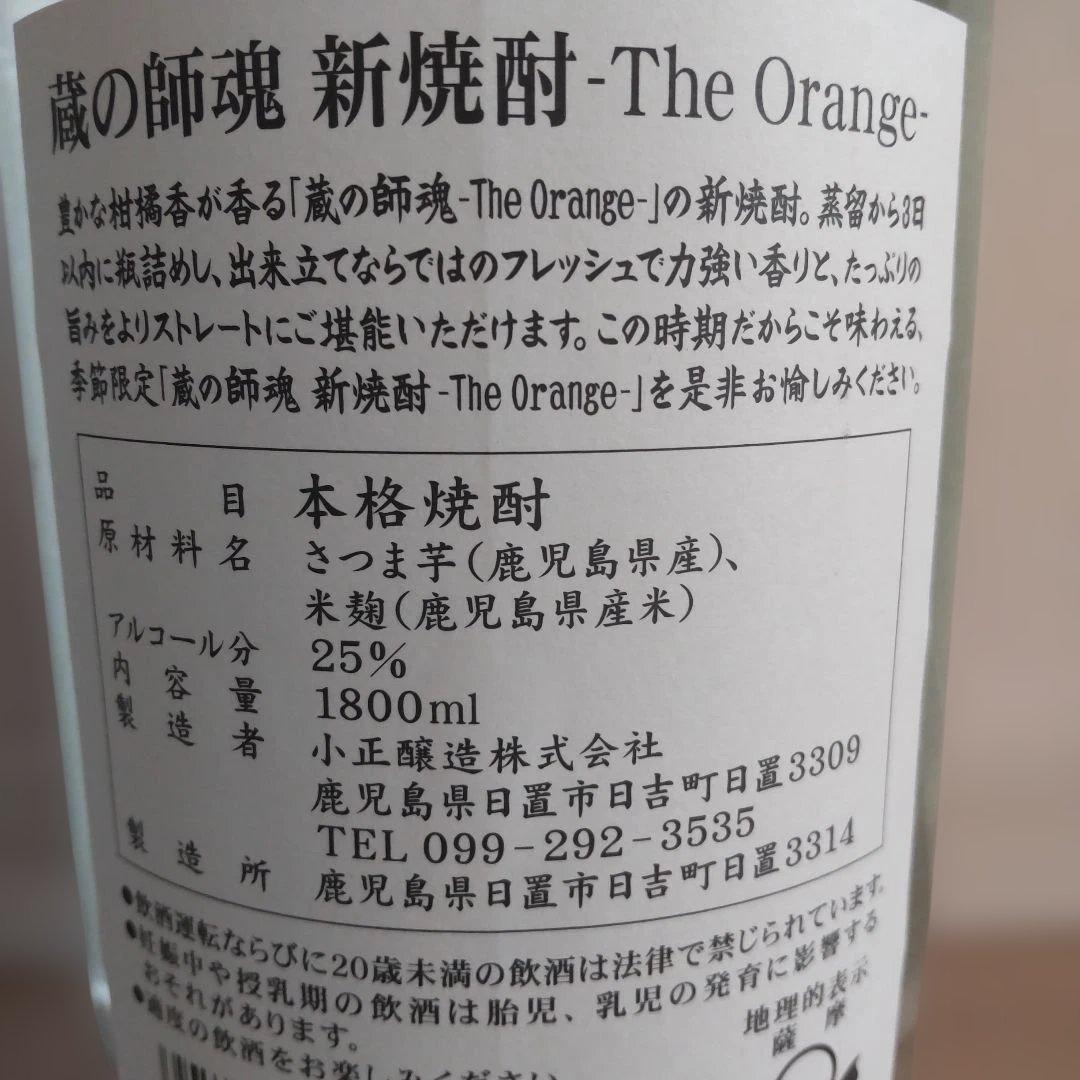 蔵の師魂 新焼酎 -The Orange-
豊かな柑橘香が香る「蔵の師魂-The Orange-」の新焼酎。蒸留から3日
以内に瓶詰めし、出来立てならではのフレッシュで力強い香りと、たっぷりの
旨みをよりストレートにご堪能いただけます。この時期だからこそ味わえる、
季節限定「蔵の師魂 新焼酎 -The Orange-」を是非お愉しみください。
品目 本格焼酎
原材料名 さつま芋(鹿児島県産)、
米麹(鹿児島県産米)
アルコール分 25%
内容量 1800ml
製造者 小正醸造株式会社
鹿児島県日置市日吉町日置3309
TEL 099-292-3535
製造所 鹿児島県日置市日吉町日置3314
●飲酒運転ならびに20歳未満の飲酒は法律で禁じられています。
●妊娠中や授乳期の飲酒は胎児、乳児の発育に影響する
おそれがあります。
●適度の飲酒をお楽しみください。
地理的表示
薩摩